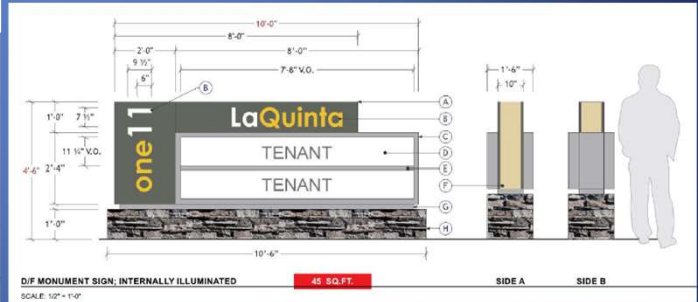 10'-0"
8'-0"
2'-0"
8'-0"
9 ½"
7'-8" V.O.
1'-6"
6"
B
10"
A
1'-0"
7 ½"
LaQuinta
B
one11
C
11 ¼" V.O.
TENANT
D
4'-6"
2'-4"
E
TENANT
F
G
1'-0"
H
10'-6"
D/F MONUMENT SIGN; INTERNALLY ILLUMINATED
45 SQ.FT.
SIDE A
SIDE B
SCALE: 1/2" = 1'-0"